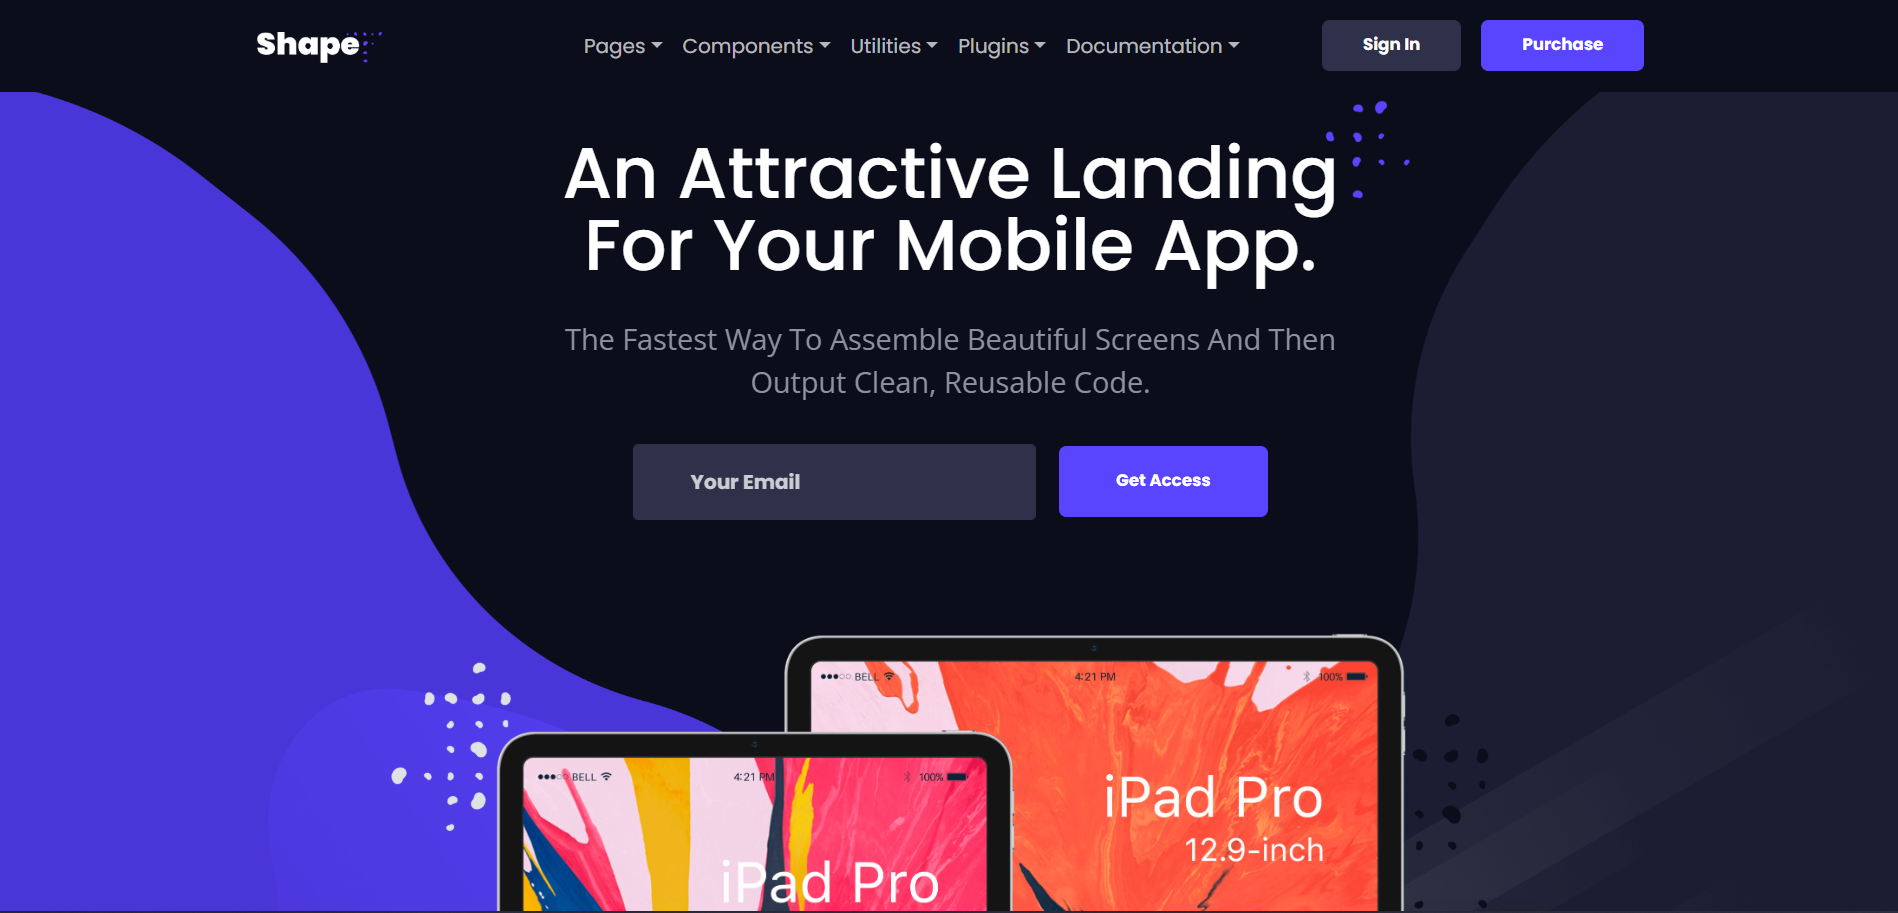 Shape
Pages Components Utilities Plugins Documentation
Sign In
Purchase
An Attractive Landing
For Your Mobile App.
The Fastest Way To Assemble Beautiful Screens And Then
Output Clean, Reusable Code.
Your Email
Get Access
BELL 4:21 PM 100%
iPad Pro
12.9-inch
BELL 4:21 PM 100%
iPad Pro